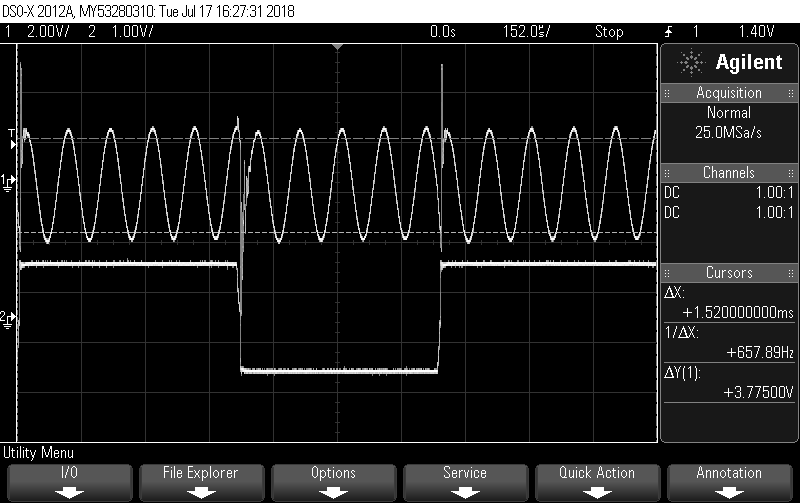 DSO-X 2012A, MY53280310: Tue Jul 17 16:27:31 2018
1 2.00V/ 2 1.00V/ 0.0s 152.0µs/ Stop 1 1.40V
Agilent
Acquisition
Normal
25.0MSa/s
Channels
DC 1.00:1
DC 1.00:1
Cursors
ΔX:
+1.520000000ms
1/ΔX:
+657.89Hz
ΔY(1):
+3.77500V
T
1
2
Utility Menu
I/O File Explorer Options Service Quick Action Annotation